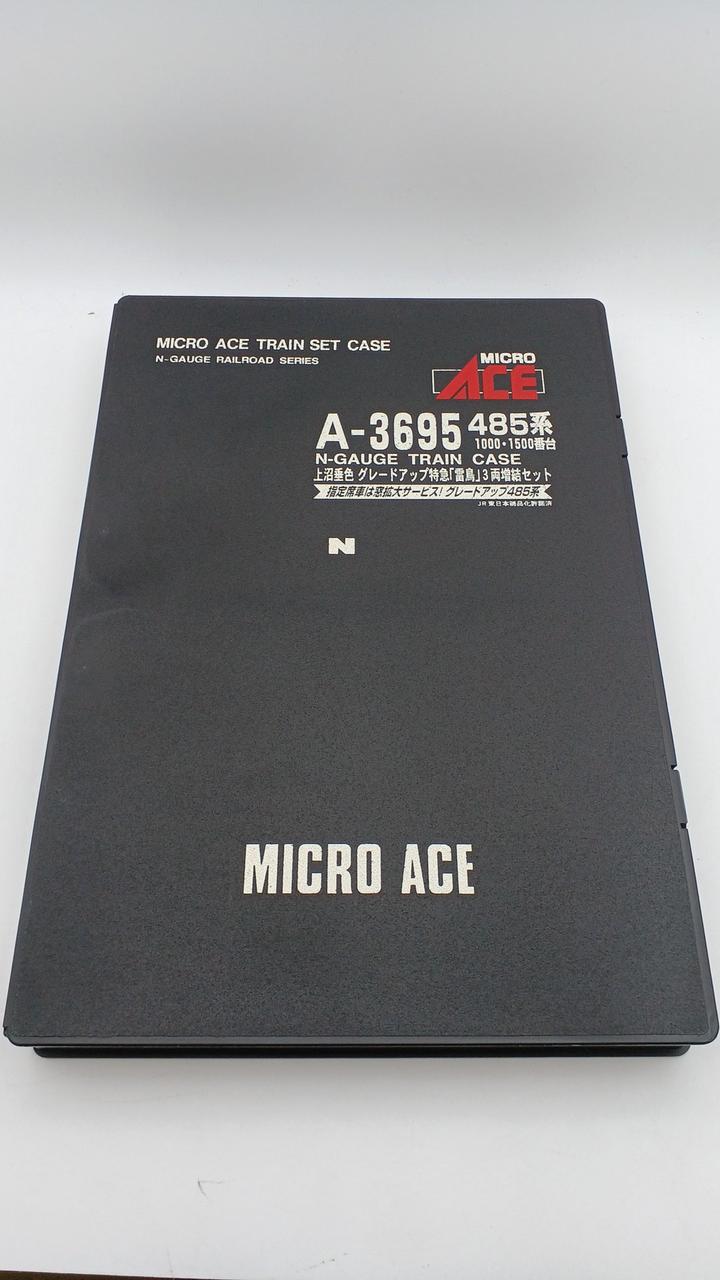 MICRO ACE TRAIN SET CASE
N-GAUGE RAILROAD SERIES
MICRO
ACE
A-3695 485系
1000・1500番台
N-GAUGE TRAIN CASE
上沼垂色 グレードアップ特急「雷鳥」3両増結セット
指定席車は窓拡大サービス! グレードアップ485系
JR東日本商品化許諾済
N
MICRO ACE